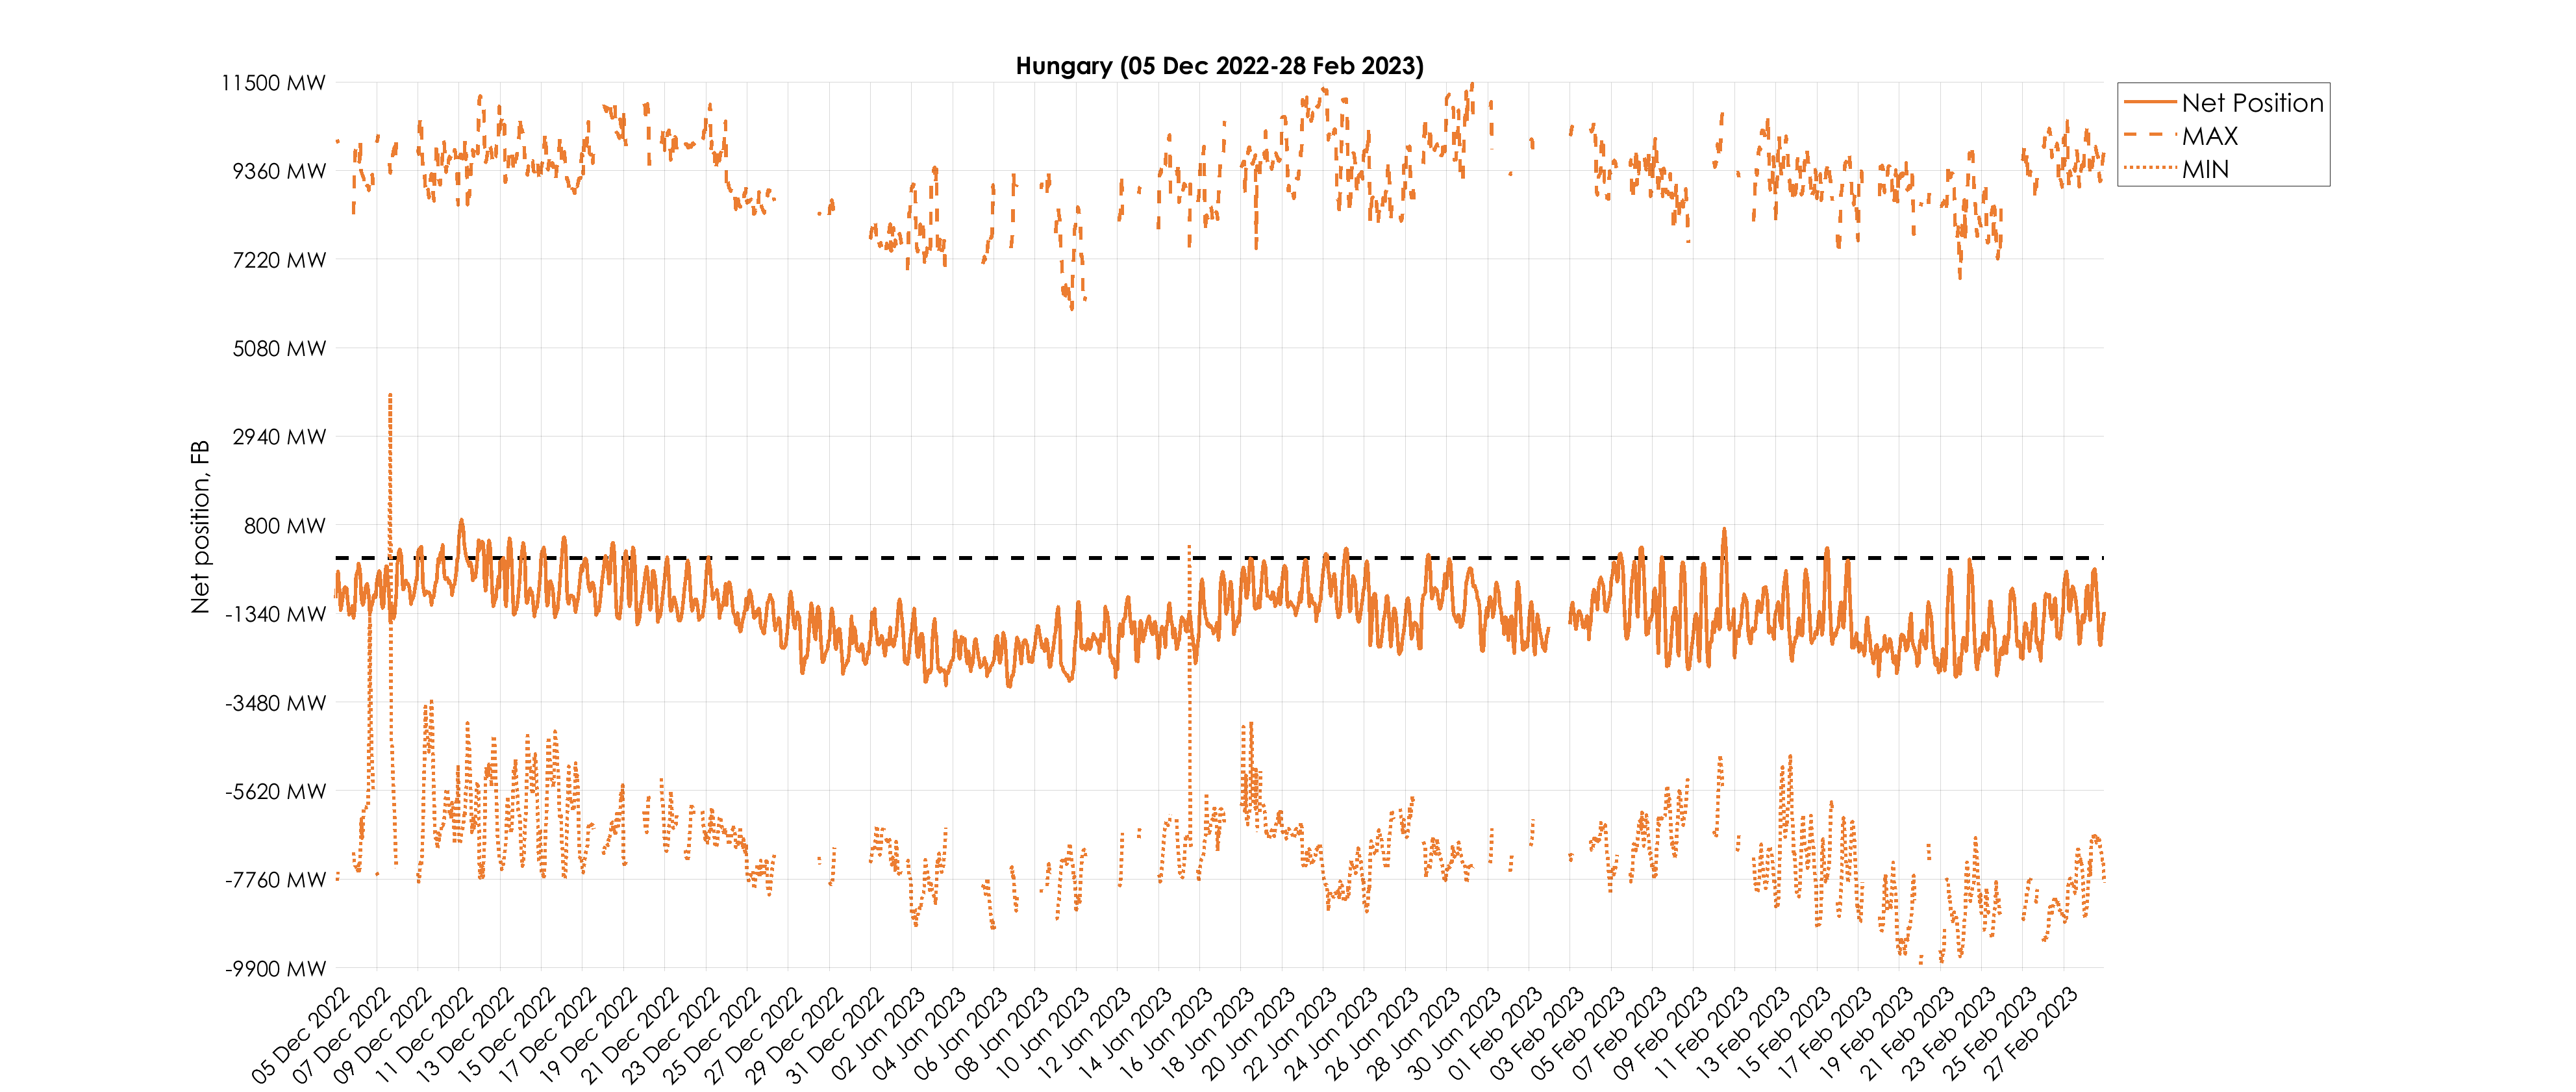 Hungary (05 Dec 2022-28 Feb 2023)
11500 MW
9360 MW
7220 MW
5080 MW
2940 MW
800 MW
-1340 MW
-3480 MW
-5620 MW
-7760 MW
-9900 MW
Net position, FB
Net Position
MAX
MIN
05 Dec 2022
07 Dec 2022
09 Dec 2022
11 Dec 2022
13 Dec 2022
15 Dec 2022
17 Dec 2022
19 Dec 2022
21 Dec 2022
23 Dec 2022
25 Dec 2022
27 Dec 2022
29 Dec 2022
31 Dec 2022
02 Jan 2023
04 Jan 2023
06 Jan 2023
08 Jan 2023
10 Jan 2023
12 Jan 2023
14 Jan 2023
16 Jan 2023
18 Jan 2023
20 Jan 2023
22 Jan 2023
24 Jan 2023
26 Jan 2023
28 Jan 2023
30 Jan 2023
01 Feb 2023
03 Feb 2023
05 Feb 2023
07 Feb 2023
09 Feb 2023
11 Feb 2023
13 Feb 2023
15 Feb 2023
17 Feb 2023
19 Feb 2023
21 Feb 2023
23 Feb 2023
25 Feb 2023
27 Feb 2023